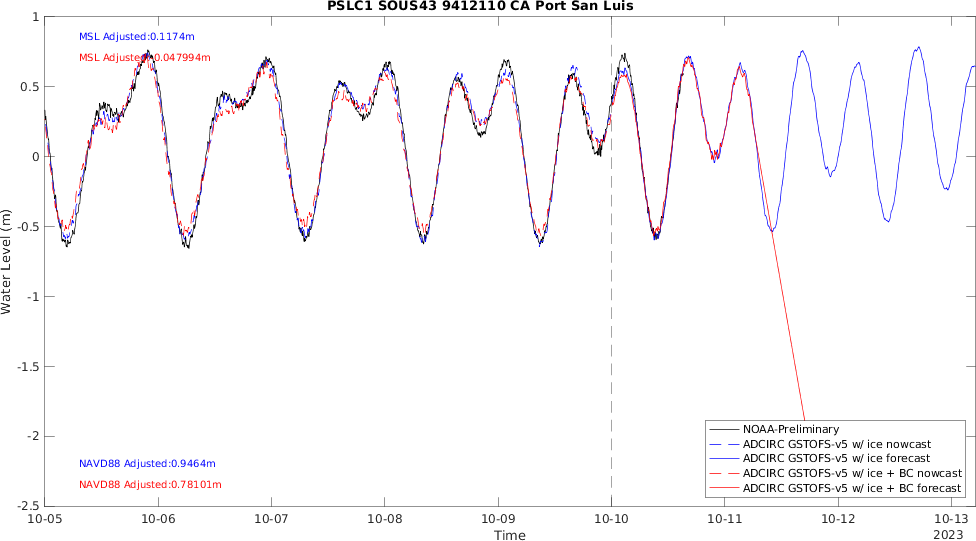 PSLC1 SOUS43 9412110 CA Port San Luis
MSL Adjusted:0.1174m
MSL Adjusted:-0.047994m
NAVD88 Adjusted:0.9464m
NAVD88 Adjusted:0.78101m
Water Level (m)
1
0.5
0
-0.5
-1
-1.5
-2
-2.5
NOAA-Preliminary
ADCIRC GSTOFS-v5 w/ ice nowcast
ADCIRC GSTOFS-v5 w/ ice forecast
ADCIRC GSTOFS-v5 w/ ice + BC nowcast
ADCIRC GSTOFS-v5 w/ ice + BC forecast
10-05 10-06 10-07 10-08 10-09 10-10 10-11 10-12 10-13
2023
Time